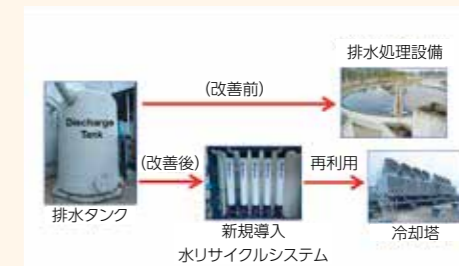 排水処理設備
（改善前）
Discharge
Tank
（改善後）
再利用
排水タンク
新規導入
水リサイクルシステム
冷却塔